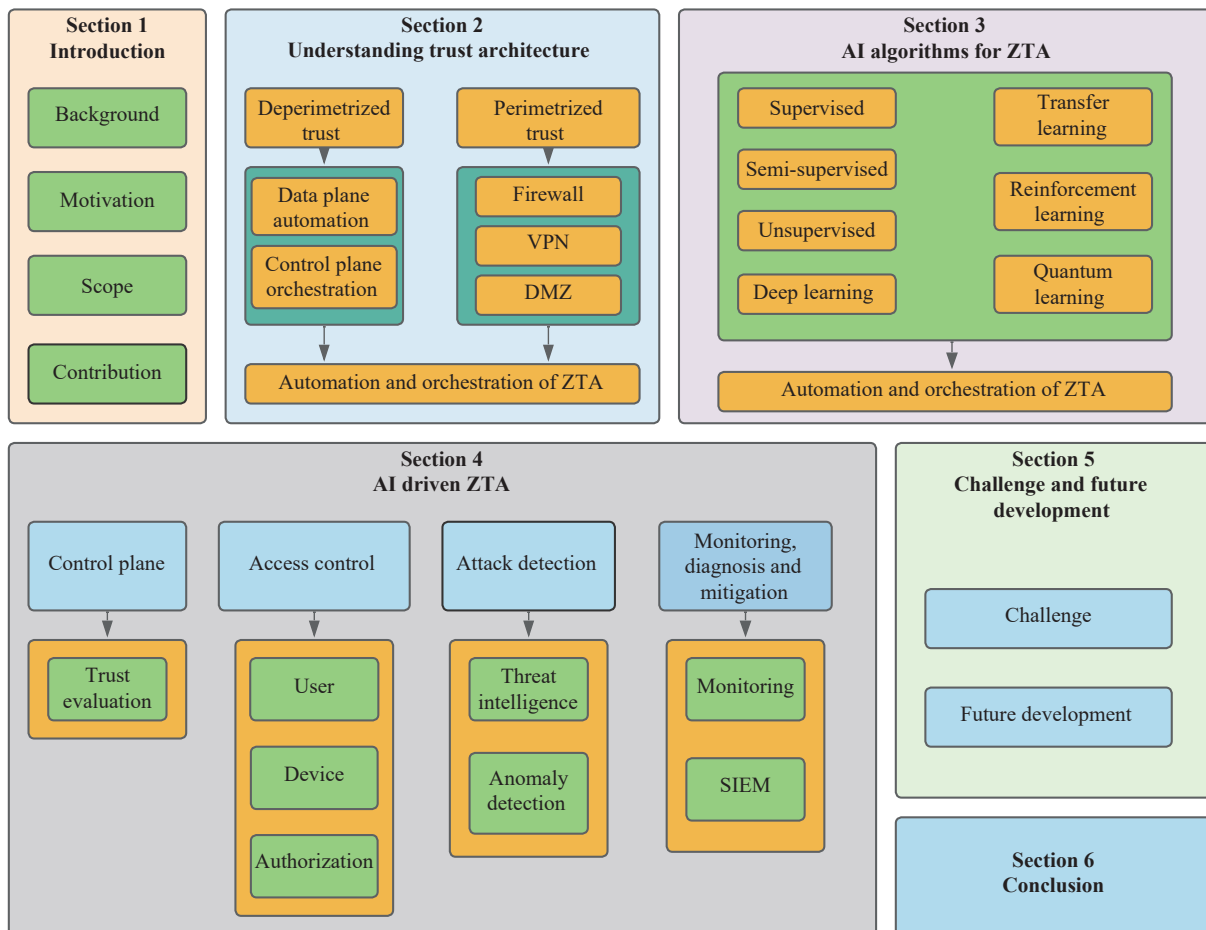 Section 1
Introduction
Background
Motivation
Scope
Contribution
Section 2
Understanding trust architecture
Deperimetrized
trust
Perimetrized
trust
Data plane
automation
Control plane
orchestration
Firewall
VPN
DMZ
Automation and orchestration of ZTA
Section 3
AI algorithms for ZTA
Supervised
Semi-supervised
Unsupervised
Deep learning
Transfer
learning
Reinforcement
learning
Quantum
learning
Automation and orchestration of ZTA
Section 4
AI driven ZTA
Control plane
Trust
evaluation
Access control
User
Device
Authorization
Attack detection
Threat
intelligence
Anomaly
detection
Monitoring,
diagnosis and
mitigation
Monitoring
SIEM
Section 5
Challenge and future
development
Challenge
Future development
Section 6
Conclusion